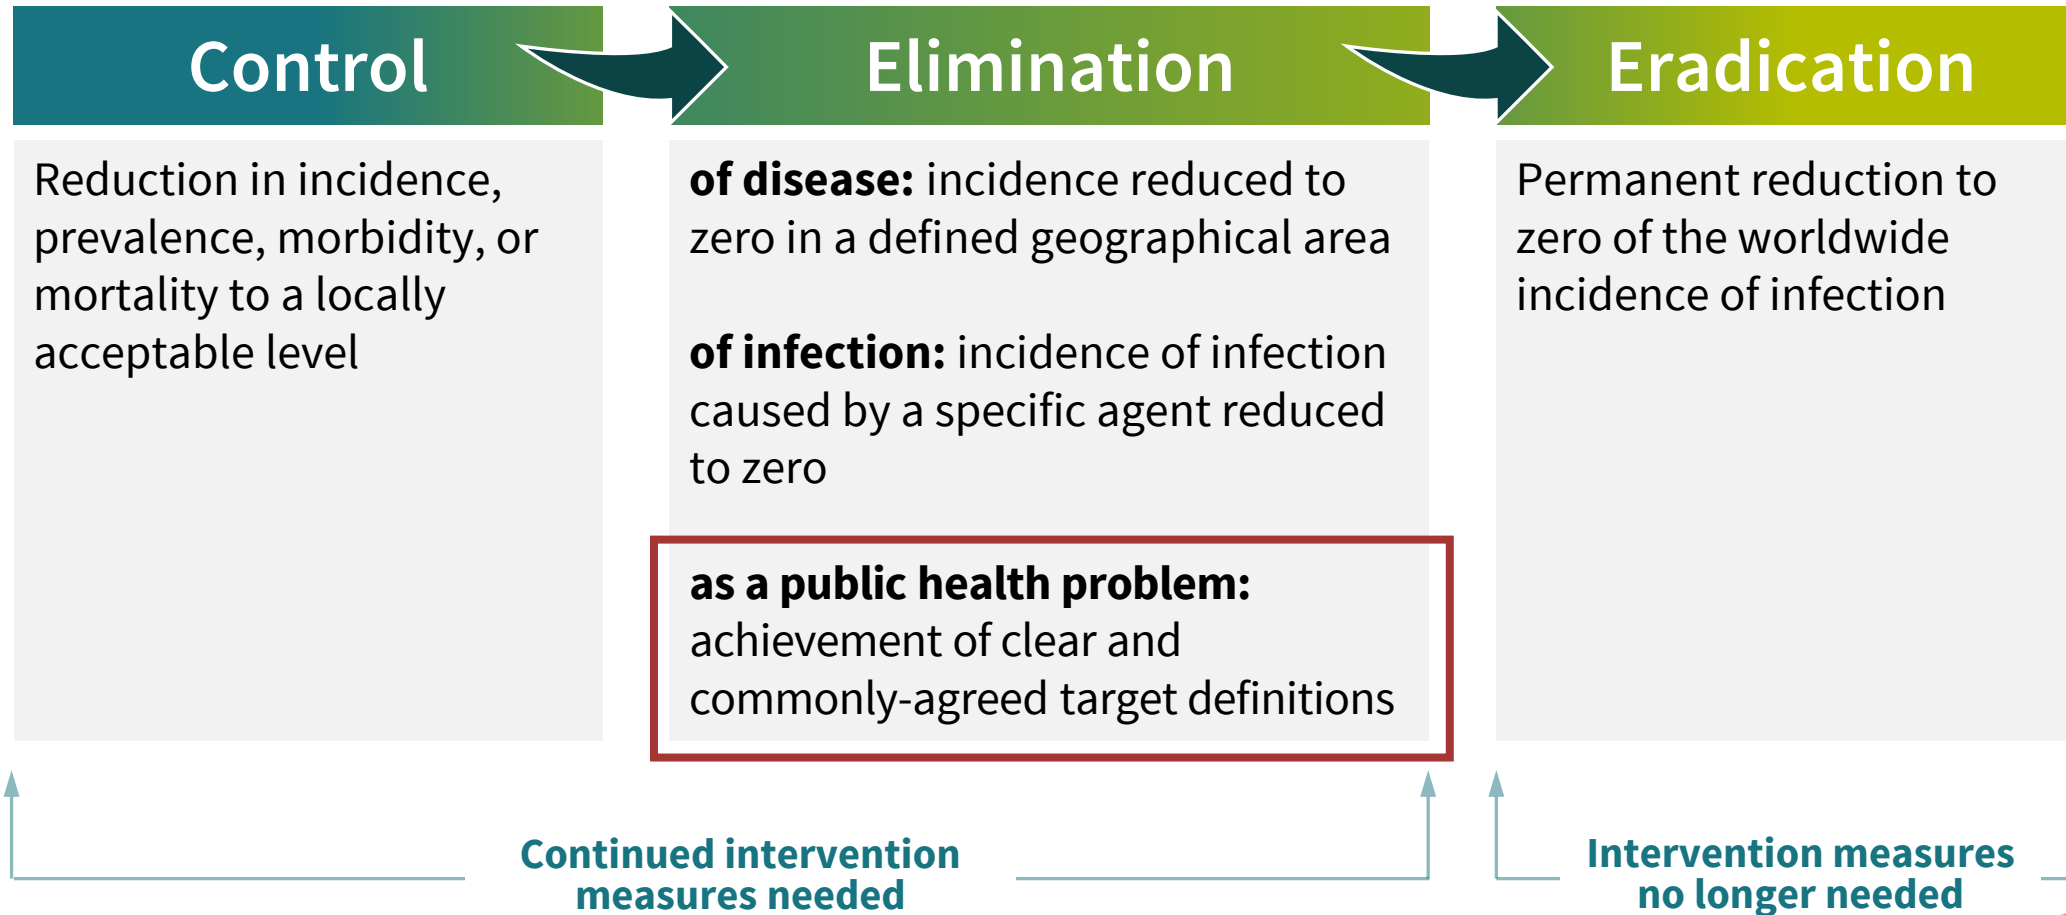 Control
Elimination
Eradication
Reduction in incidence,
prevalence, morbidity, or
mortality to a locally
acceptable level
of disease: incidence reduced to
zero in a defined geographical area
of infection: incidence of infection
caused by a specific agent reduced
to zero
as a public health problem:
achievement of clear and
commonly-agreed target definitions
Permanent reduction to
zero of the worldwide
incidence of infection
Continued intervention
measures needed
Intervention measures
no longer needed